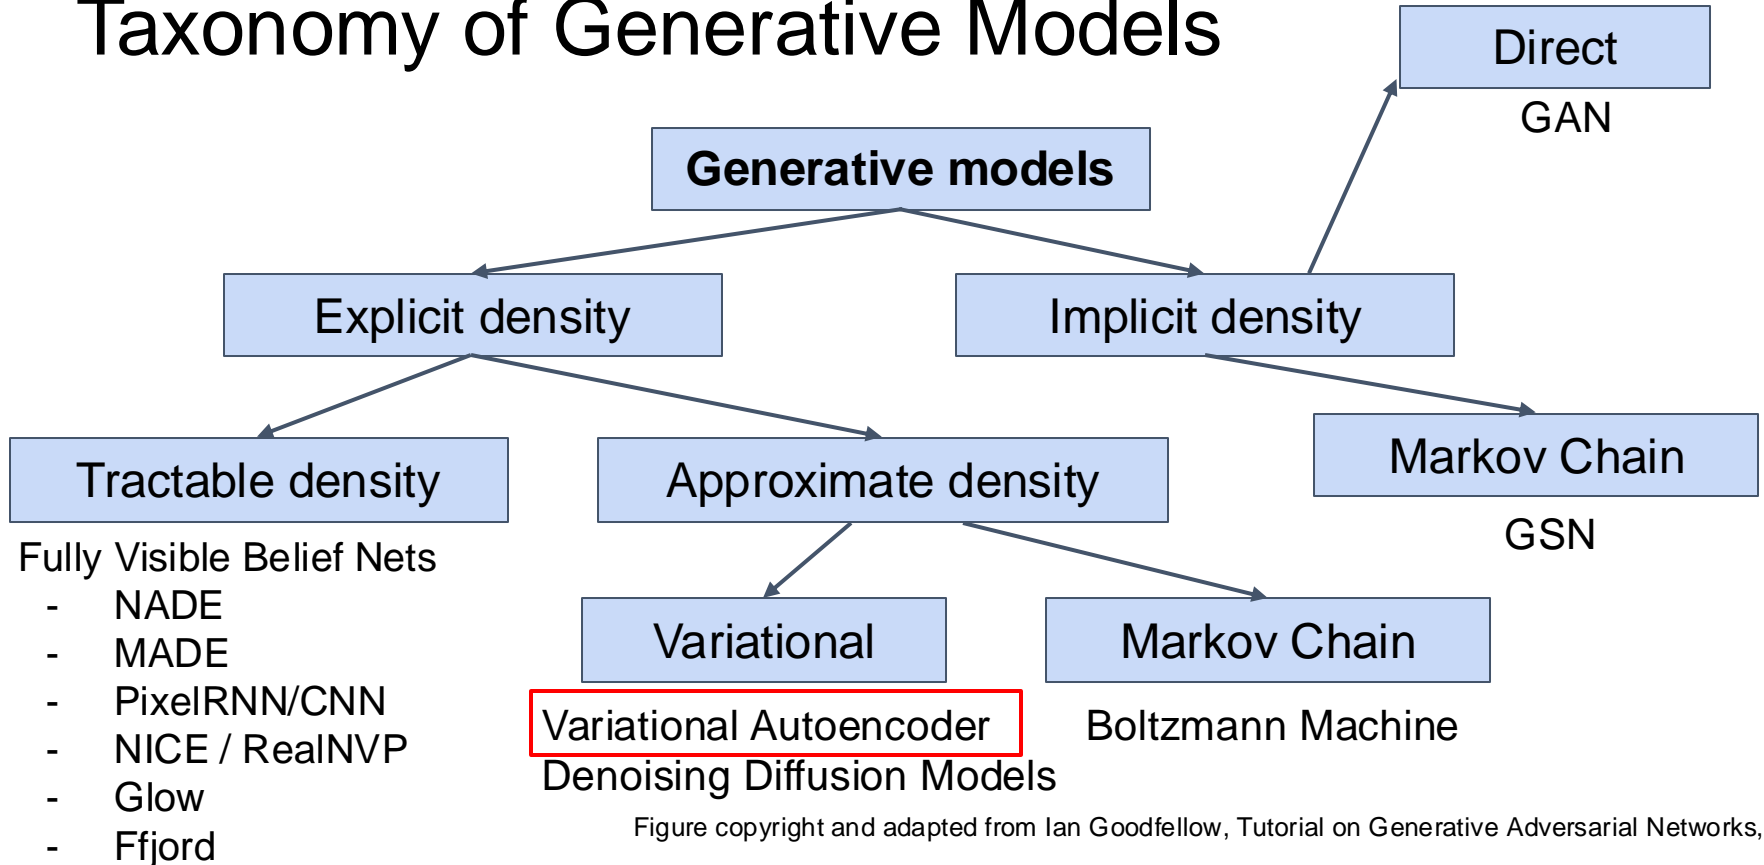 Taxonomy of Generative Models
Direct
GAN
Generative models
Explicit density
Implicit density
Tractable density
Approximate density
Markov Chain
GSN
Fully Visible Belief Nets
- NADE
- MADE
- PixelRNN/CNN
- NICE / RealNVP
- Glow
- Ffjord
Variational
Markov Chain
Variational Autoencoder
Denoising Diffusion Models
Boltzmann Machine
Figure copyright and adapted from Ian Goodfellow, Tutorial on Generative Adversarial Networks,